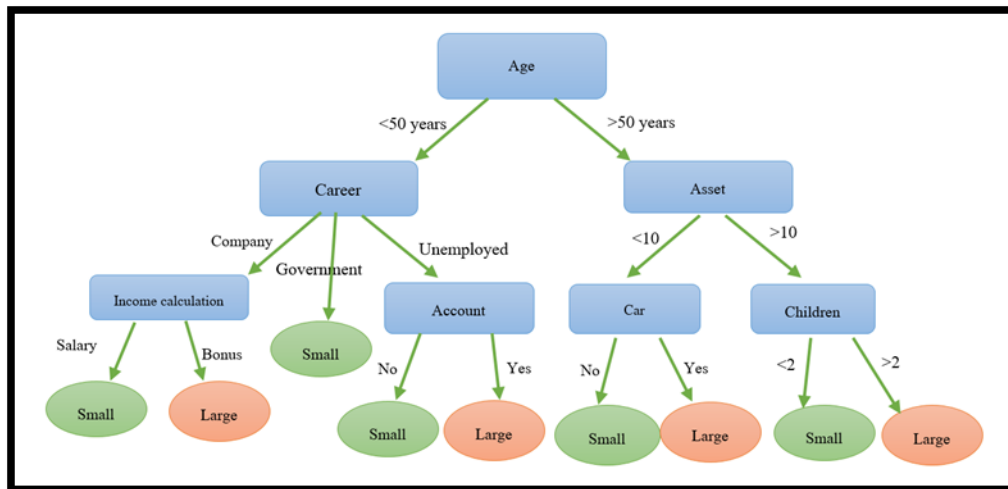 Age
<50 years
>50 years
Career
Asset
Company
Government
Unemployed
<10
>10
Income calculation
Account
Car
Children
Salary
Bonus
Small
No
Yes
No
Yes
<2
>2
Small
Large
Small
Large
Small
Large
Small
Large